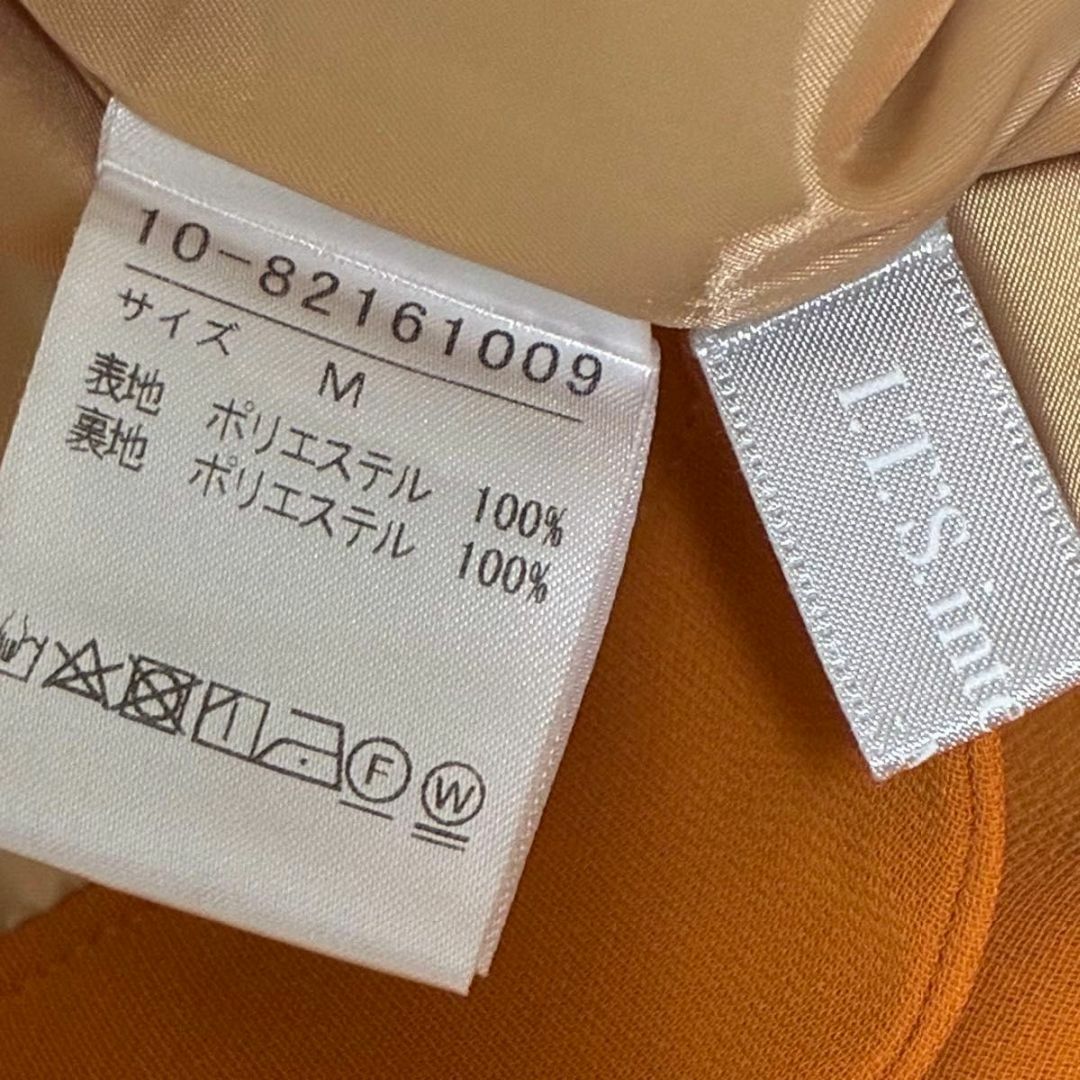 10-82161009
サイズ M
表地 ポリエステル 100%
裏地 ポリエステル 100%
F W
I.T.'S.